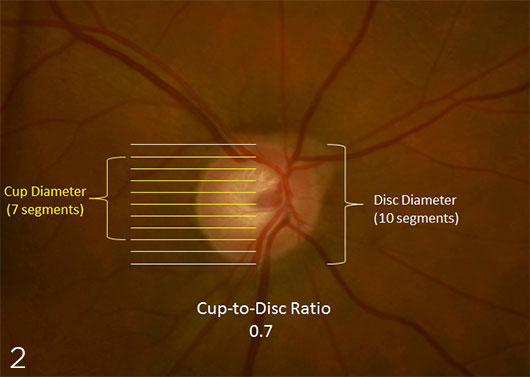 Cup Diameter
(7 segments)
Disc Diameter
(10 segments)
Cup-to-Disc Ratio
0.7
2